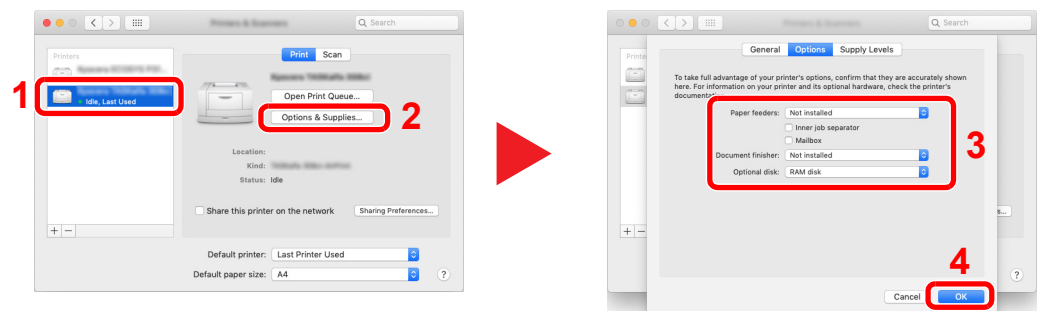 Search
Printers
Print Scan
1
Idle, Last Used
Open Print Queue...
Options & Supplies...
2
Location:
Kind:
Status: Idle
Share this printer on the network
Sharing Preferences...
+ −
Default printer: Last Printer Used
Default paper size: A4
?
Search
Printe
General Options Supply Levels
To take full advantage of your printer's options, confirm that they are accurately shown
here. For information on your printer and its optional hardware, check the printer's
documentation.
Paper feeders: Not installed
Inner job separator
Mailbox
Document finisher: Not installed
Optional disk: RAM disk
3
s...
+ −
4
?
Cancel OK